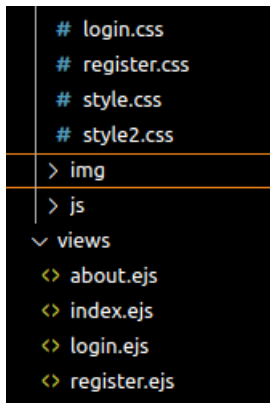 # login.css
# register.css
# style.css
# style2.css
> img
> js
views
<> about.ejs
<> index.ejs
<> login.ejs
<> register.ejs